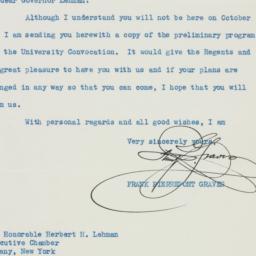 dear Governor Lehman:
Although I understand you will not be here on October
I am sending you herewith a copy of the preliminary program
the University Convocation. It would give the Regents and
great pleasure to have you with us and if your plans are
nged in any way so that you can come, I hope that you will
n us.
With personal regards and all good wishes, I am
Very sincerely yours,
FRANK PIERREPONT GRAVES
Honorable Herbert H. Lehman
ecutive Chamber
any, New York